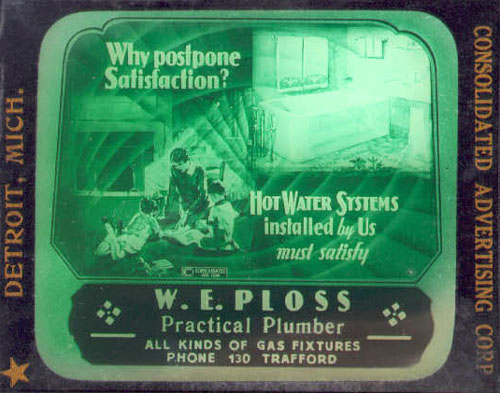 Why postpone
Satisfaction?
HOT WATER SYSTEMS
installed by Us
must satisfy
W. E. PLOSS
Practical Plumber
ALL KINDS OF GAS FIXTURES
PHONE 130 TRAFFORD
DETROIT, MICH.
CONSOLIDATED ADVERTISING CORP